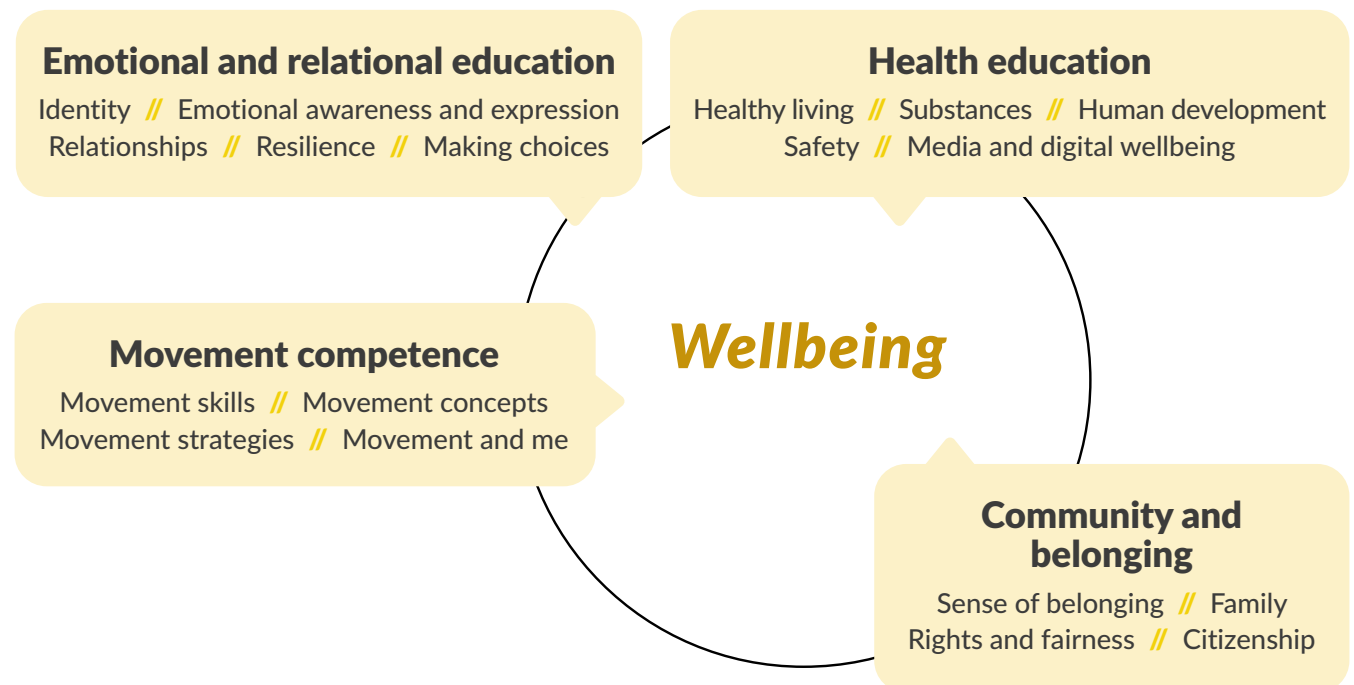 Emotional and relational education
Identity // Emotional awareness and expression
Relationships // Resilience // Making choices
Health education
Healthy living // Substances // Human development
Safety // Media and digital wellbeing
Wellbeing
Movement competence
Movement skills // Movement concepts
Movement strategies // Movement and me
Community and
belonging
Sense of belonging // Family
Rights and fairness // Citizenship